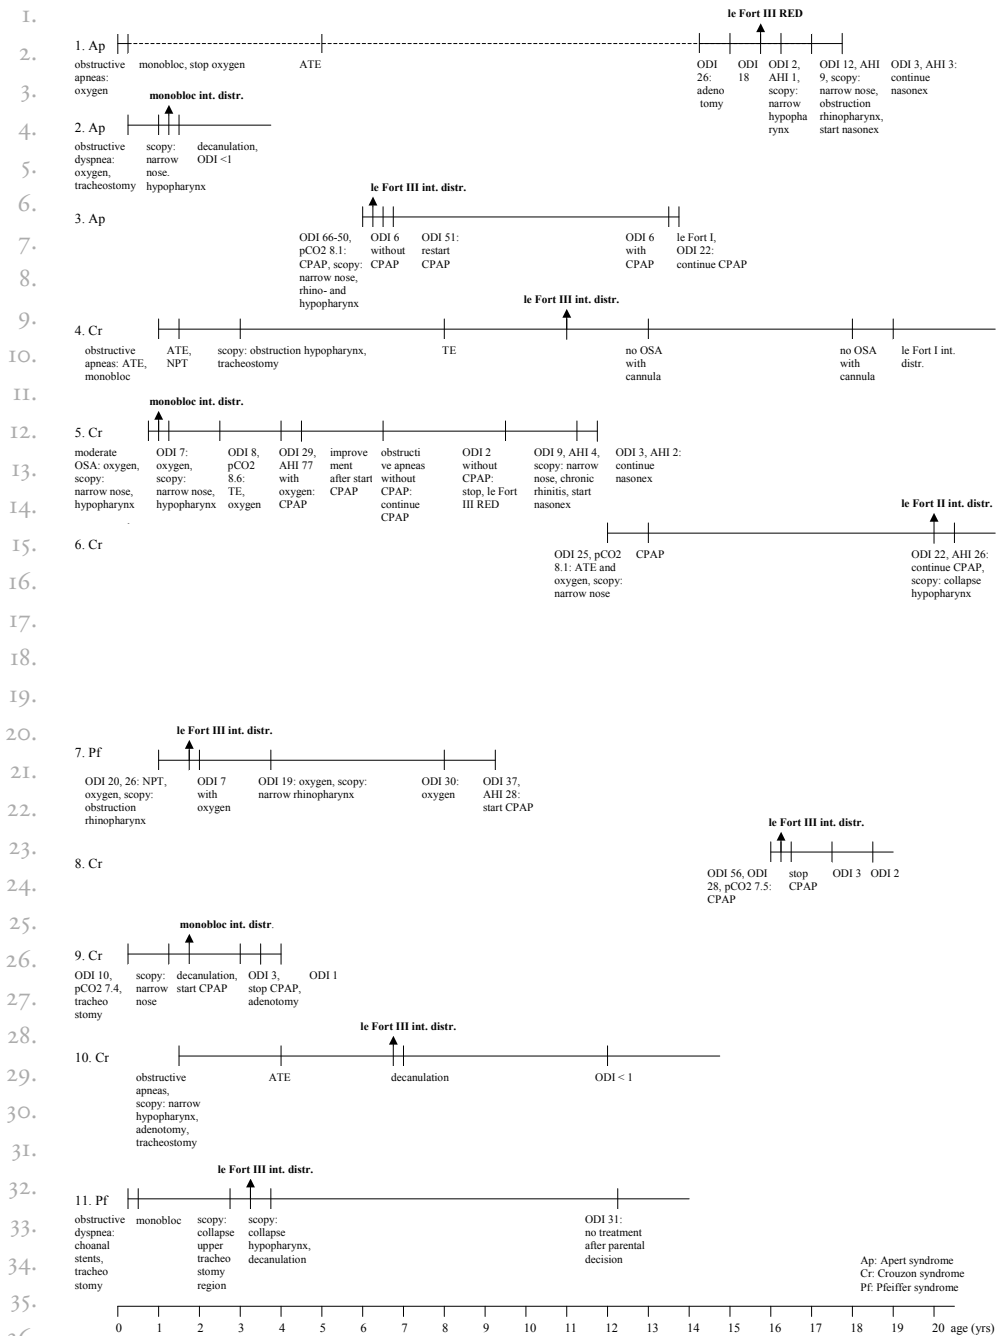 1.
le Fort III RED
2.
1. Ap
obstructive
apneas:
oxygen
monobloc, stop oxygen
ATE
ODI
26:
adeno
tomy
ODI
18
ODI 2,
AHI 1,
scopy:
narrow
hypopha
rynx
ODI 12, AHI
9, scopy:
narrow nose,
obstruction
rhinopharynx,
start nasonex
ODI 3, AHI 3:
continue
nasonex
3.
monobloc int. distr.
4.
2. Ap
obstructive
dyspnea:
oxygen,
tracheostomy
scopy:
narrow
nose.
hypopharynx
decanulation,
ODI <1
5.
6.
le Fort III int. distr.
3. Ap
7.
ODI 66-50,
pCO2 8.1:
CPAP, scopy:
narrow nose,
rhino- and
hypopharynx
ODI 6
without
CPAP
ODI 51:
restart
CPAP
ODI 6
with
CPAP
le Fort I,
ODI 22:
continue CPAP
8.
le Fort III int. distr.
9.
4. Cr
10.
obstructive
apneas: ATE,
monobloc
ATE,
NPT
scopy: obstruction hypopharynx,
tracheostomy
TE
no OSA
with
cannula
no OSA
with
cannula
le Fort I int.
distr.
11.
monobloc int. distr.
12.
5. Cr
moderate
OSA: oxygen,
scopy:
narrow nose,
hypopharynx
ODI 7:
oxygen,
scopy:
narrow nose,
hypopharynx
ODI 8,
pCO2
8.6:
TE,
oxygen
ODI 29,
AHI 77
with
oxygen:
CPAP
improve
ment
after start
CPAP
obstructi
ve apneas
without
CPAP:
continue
CPAP
ODI 2
without
CPAP:
stop, le Fort
III RED
ODI 9, AHI 4,
scopy: narrow
nose, chronic
rhinitis, start
nasonex
ODI 3, AHI 2:
continue
nasonex
13.
14.
le Fort II int. distr.
15.
6. Cr
ODI 25, pCO2
8.1: ATE and
oxygen, scopy:
narrow nose
CPAP
ODI 22, AHI 26:
continue CPAP,
scopy: collapse
hypopharynx
16.
17.
18.
19.
20.
le Fort III int. distr.
7. Pf
21.
ODI 20, 26: NPT,
oxygen, scopy:
obstruction
rhinopharynx
ODI 7
with
oxygen
ODI 19: oxygen, scopy:
narrow rhinopharynx
ODI 30:
oxygen
ODI 37,
AHI 28:
start CPAP
22.
le Fort III int. distr.
23.
8. Cr
24.
ODI 56, ODI
28, pCO2 7.5:
CPAP
stop
CPAP
ODI 3
ODI 2
25.
monobloc int. distr.
26.
9. Cr
ODI 10,
pCO2 7.4,
tracheo
stomy
scopy:
narrow
nose
decanulation,
start CPAP
ODI 3,
stop CPAP,
adenotomy
ODI 1
27.
28.
le Fort III int. distr.
10. Cr
29.
obstructive
apneas,
scopy: narrow
hypopharynx,
adenotomy,
tracheostomy
ATE
decanulation
ODI < 1
30.
31.
le Fort III int. distr.
32.
11. Pf
33.
obstructive
dyspnea:
choanal
stents,
tracheo
stomy
monobloc
scopy:
collapse
upper
tracheo
stomy
region
scopy:
collapse
hypopharynx,
decanulation
ODI 31:
no treatment
after parental
decision
34.
Ap: Apert syndrome
Cr: Crouzon syndrome
Pf: Pfeiffer syndrome
35.
0 1 2 3 4 5 6 7 8 9 10 11 12 13 14 15 16 17 18 19 20 age (yrs)